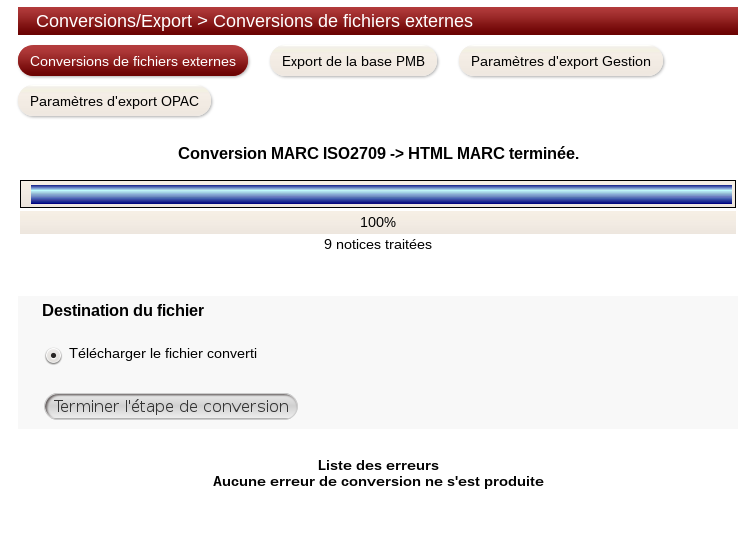 Conversions/Export > Conversions de fichiers externes
Conversions de fichiers externes
Export de la base PMB
Paramètres d'export Gestion
Paramètres d'export OPAC
Conversion MARC ISO2709 -> HTML MARC terminée.
100%
9 notices traitées
Destination du fichier
Télécharger le fichier converti
Terminer l'étape de conversion
Liste des erreurs
Aucune erreur de conversion ne s'est produite